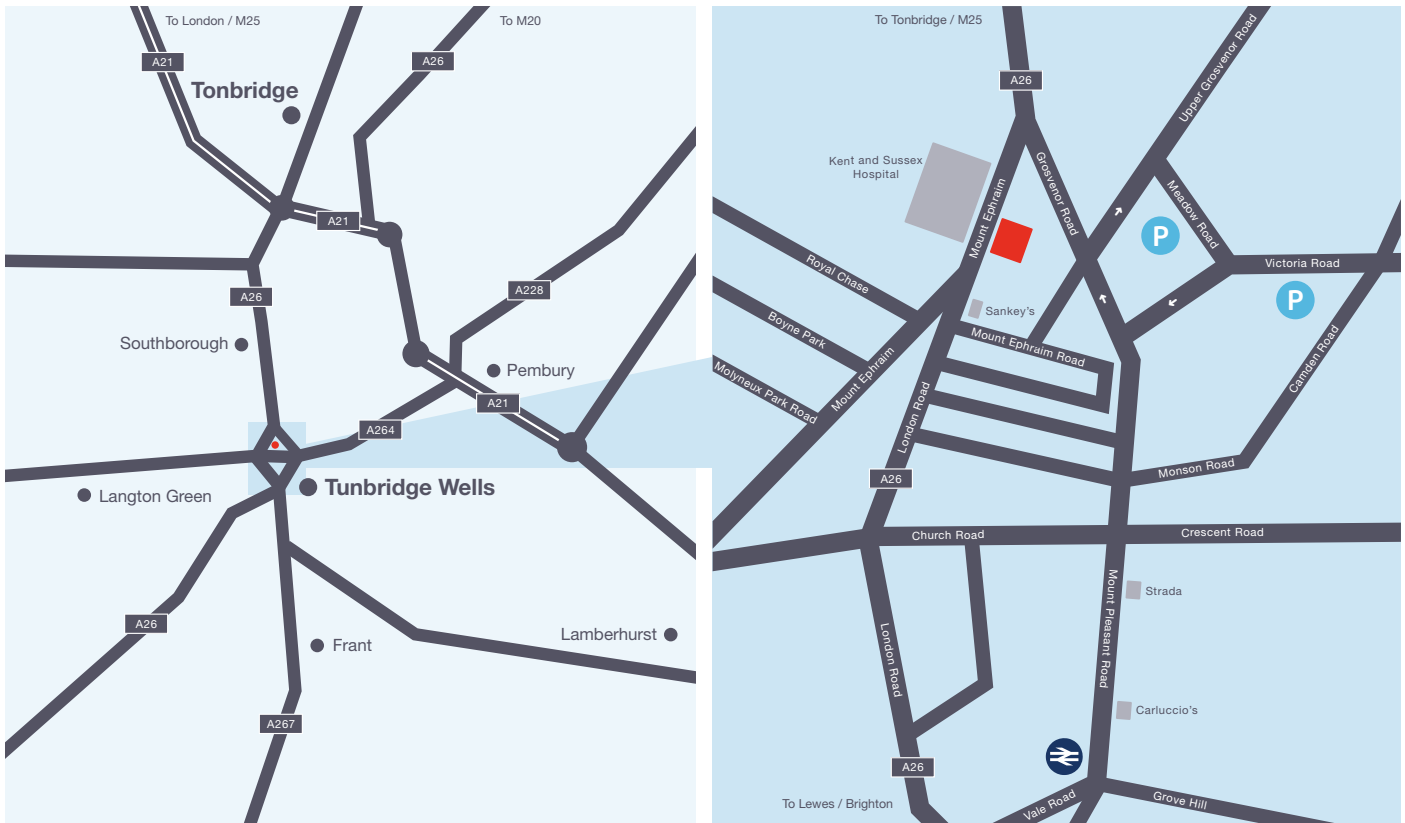 To London / M25
To M20
A21
A26
Tonbridge
A21
A26
A228
Southborough
Pembury
A21
A264
Langton Green
Tunbridge Wells
A26
Frant
Lamberhurst
A267
To Tonbridge / M25
A26
Upper Grosvenor Road
Kent and Sussex
Hospital
Grosvenor Road
Mount Ephraim
Meadow Road
P
Royal Chase
Victoria Road
P
Sankey's
Boyne Park
Mount Ephraim Road
Mount Ephraim
Camden Road
Molyneux Park Road
London Road
Monson Road
A26
Church Road
Crescent Road
Strada
Mount Pleasant Road
London Road
Carluccio's
A26
To Lewes / Brighton
Vale Road
Grove Hill